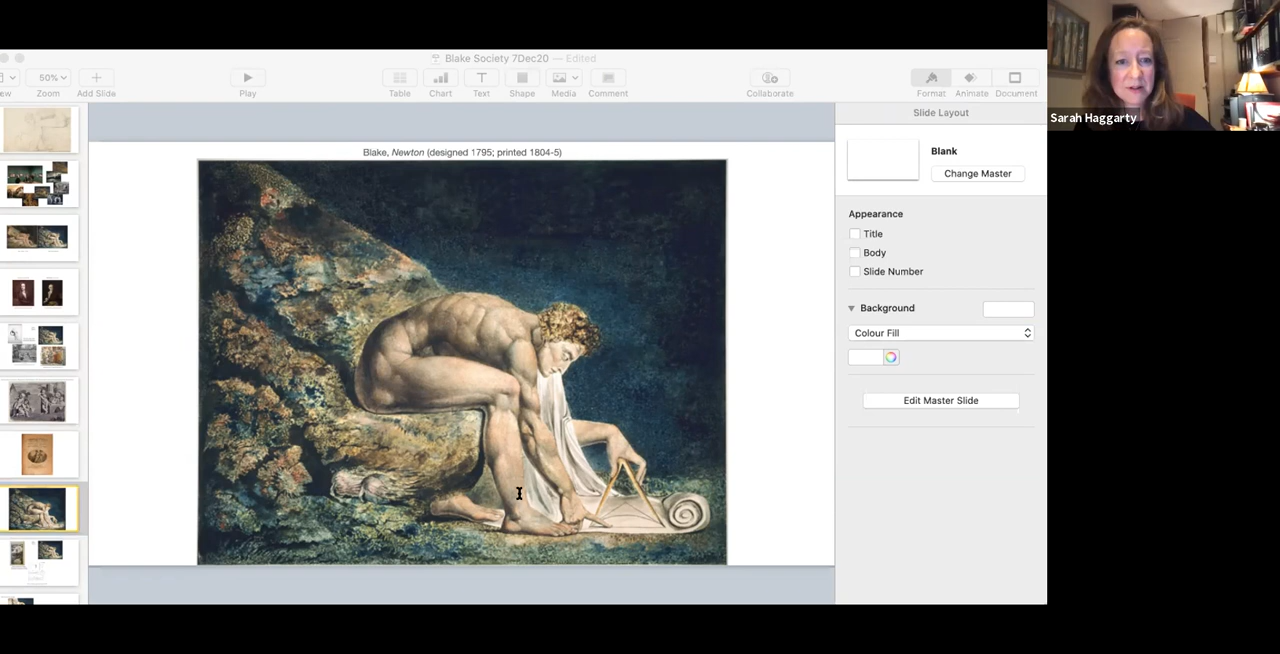 Blake Society 7Dec20 — Edited
50%
Zoom
Add Slide
Play
Table
Chart
Text
Shape
Media
Comment
Collaborate
Format
Animate
Document
Slide Layout
Blake, Newton (designed 1795; printed 1804-5)
Blank
Change Master
Appearance
Title
Body
Slide Number
Background
Colour Fill
Edit Master Slide
Sarah Haggarty